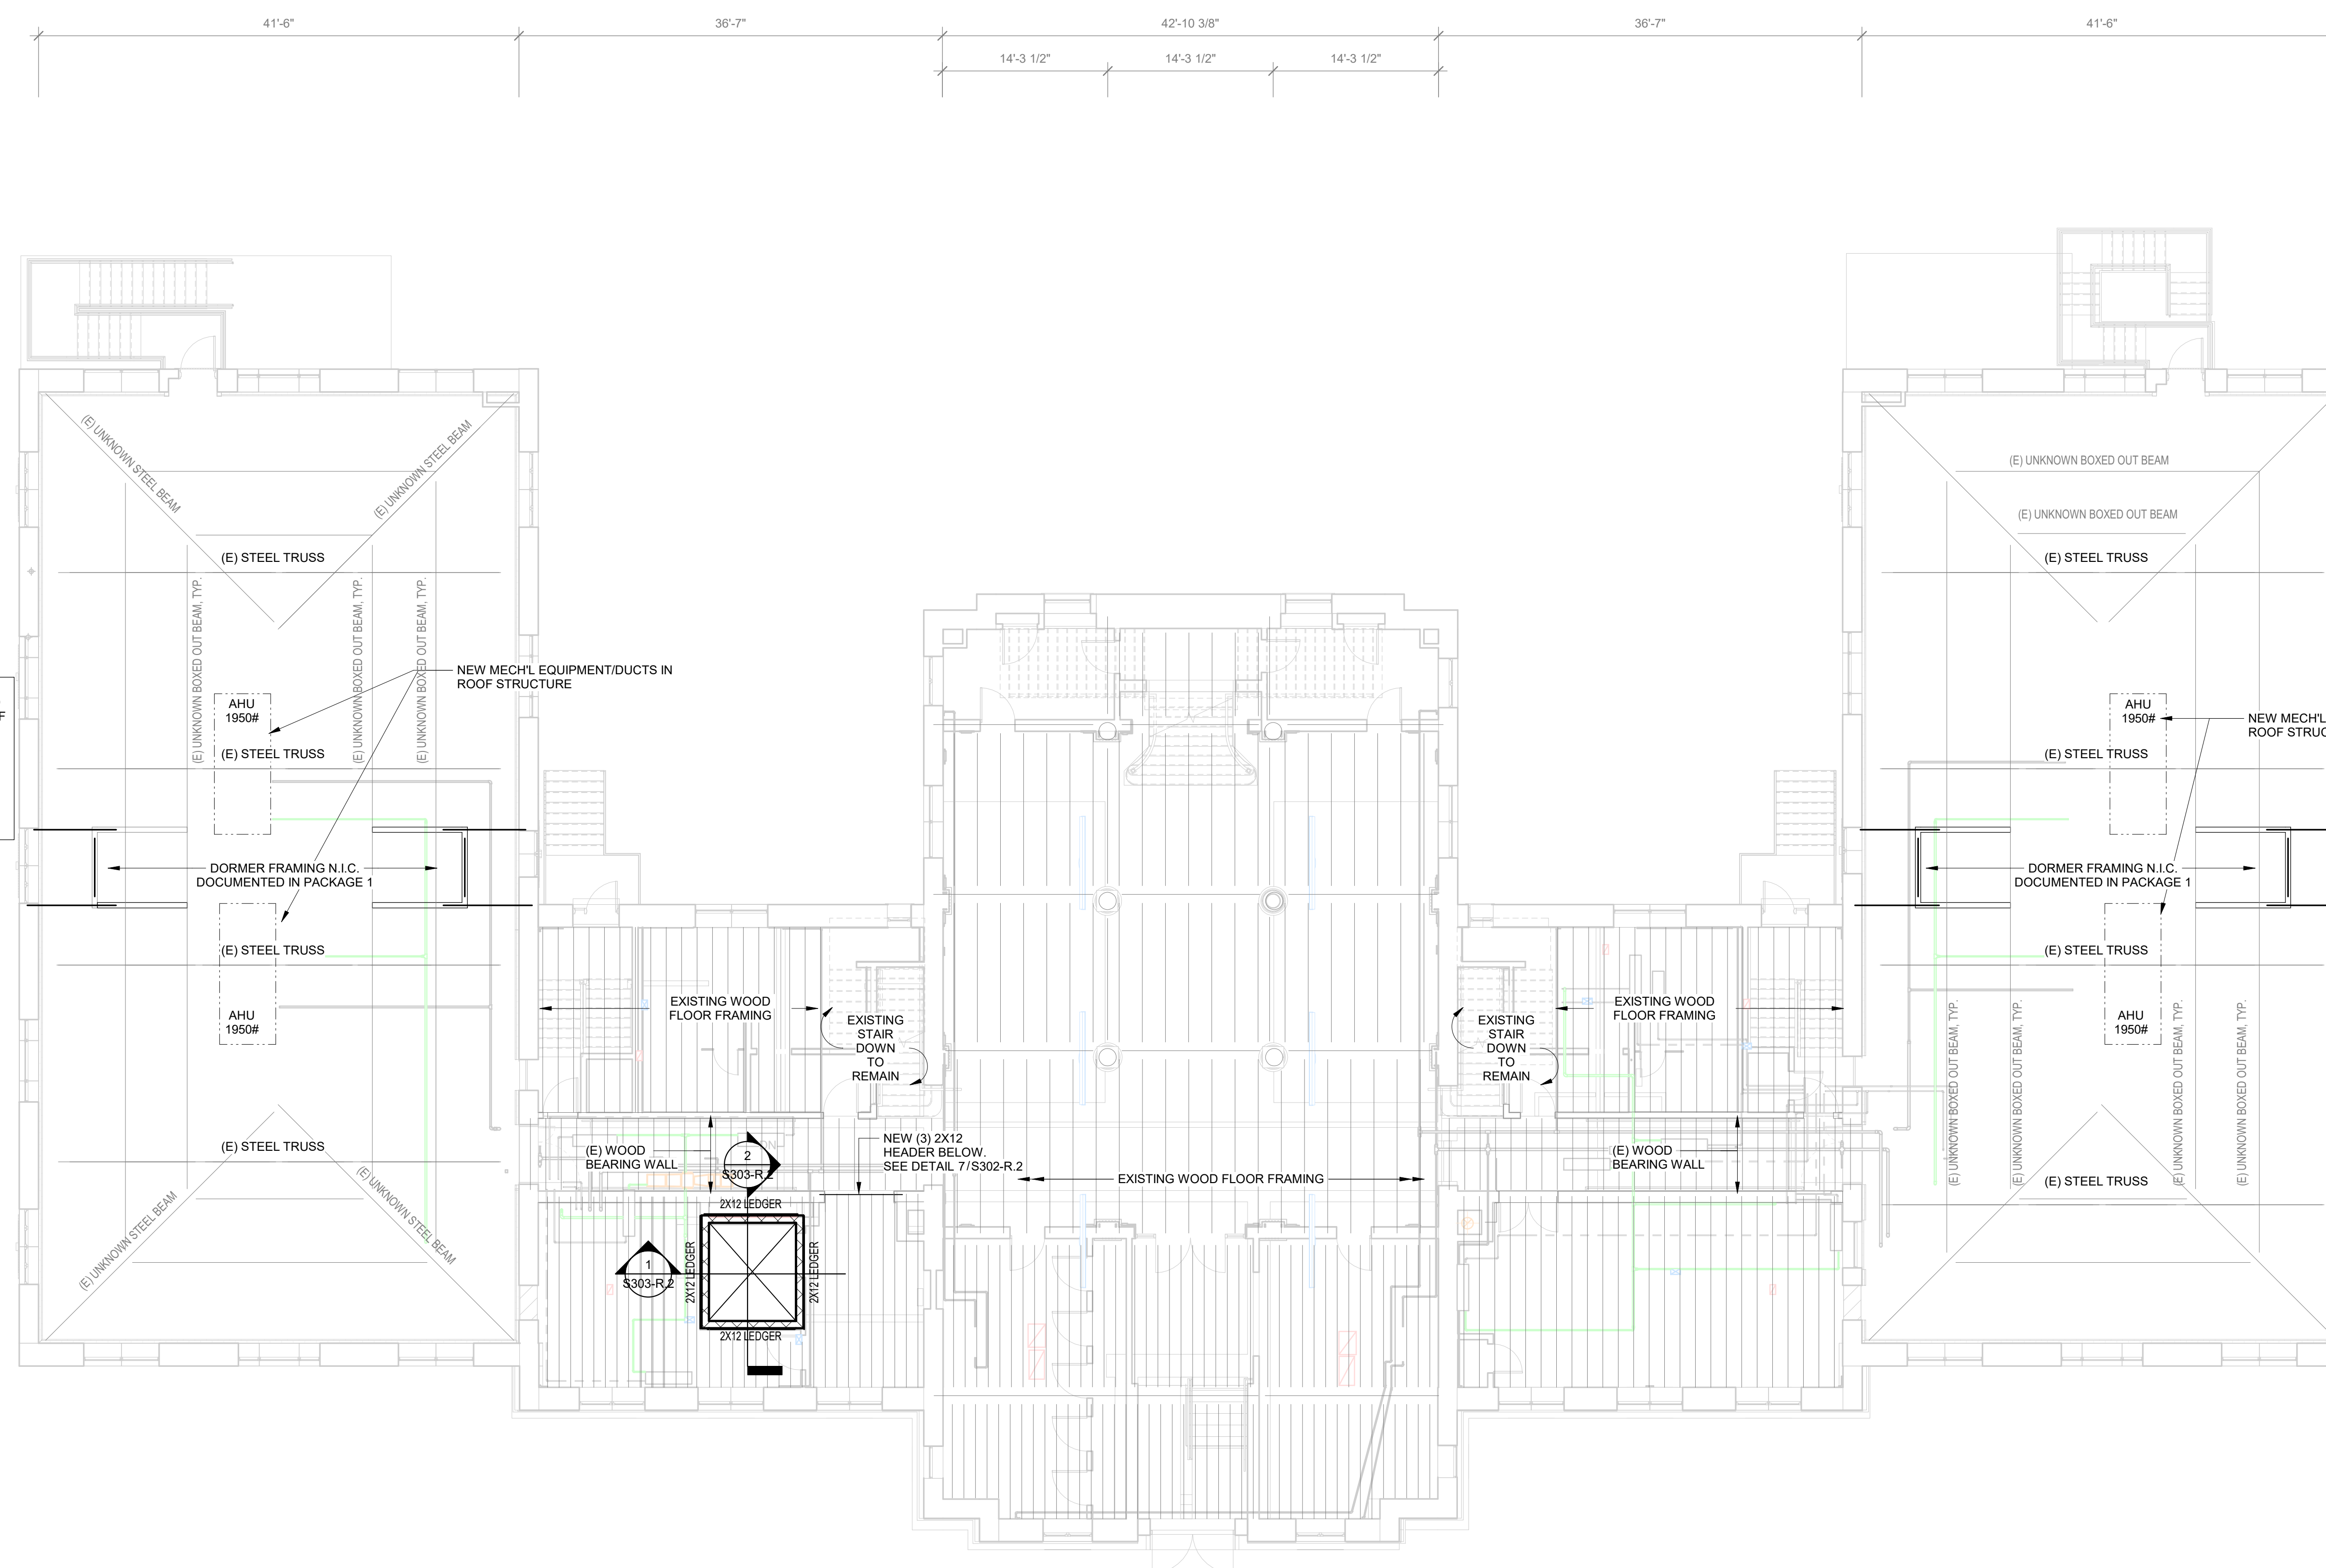 41'-6"
36'-7"
42'-10 3/8"
36'-7"
41'-6"
14'-3 1/2"
14'-3 1/2"
14'-3 1/2"
(E) UNKNOWN STEEL BEAM
(E) UNKNOWN STEEL BEAM
(E) STEEL TRUSS
(E) UNKNOWN BOXED OUT BEAM, TYP.
(E) UNKNOWN BOXED OUT BEAM, TYP.
(E) UNKNOWN BOXED OUT BEAM, TYP.
NEW MECH'L EQUIPMENT/DUCTS IN
ROOF STRUCTURE
AHU
1950#
(E) STEEL TRUSS
DORMER FRAMING N.I.C.
DOCUMENTED IN PACKAGE 1
(E) STEEL TRUSS
AHU
1950#
(E) STEEL TRUSS
(E) UNKNOWN STEEL BEAM
(E) UNKNOWN STEEL BEAM
EXISTING WOOD
FLOOR FRAMING
EXISTING
STAIR
DOWN
TO
REMAIN
(E) WOOD
BEARING WALL
DN
2
S303-R.2
NEW (3) 2X12
HEADER BELOW.
SEE DETAIL 7/S302-R.2
2X12 LEDGER
2X12 LEDGER
2X12 LEDGER
2X12 LEDGER
1
S303-R.2
EXISTING WOOD FLOOR FRAMING
EXISTING
STAIR
DOWN
TO
REMAIN
EXISTING WOOD
FLOOR FRAMING
(E) WOOD
BEARING WALL
(E) UNKNOWN BOXED OUT BEAM
(E) UNKNOWN BOXED OUT BEAM
(E) STEEL TRUSS
AHU
1950#
NEW MECH'L
ROOF STRUC
(E) STEEL TRUSS
DORMER FRAMING N.I.C.
DOCUMENTED IN PACKAGE 1
(E) STEEL TRUSS
AHU
1950#
(E) UNKNOWN BOXED OUT BEAM, TYP.
(E) UNKNOWN BOXED OUT BEAM, TYP.
(E) UNKNOWN BOXED OUT BEAM, TYP.
(E) UNKNOWN BOXED OUT BEAM, TYP.
(E) STEEL TRUSS